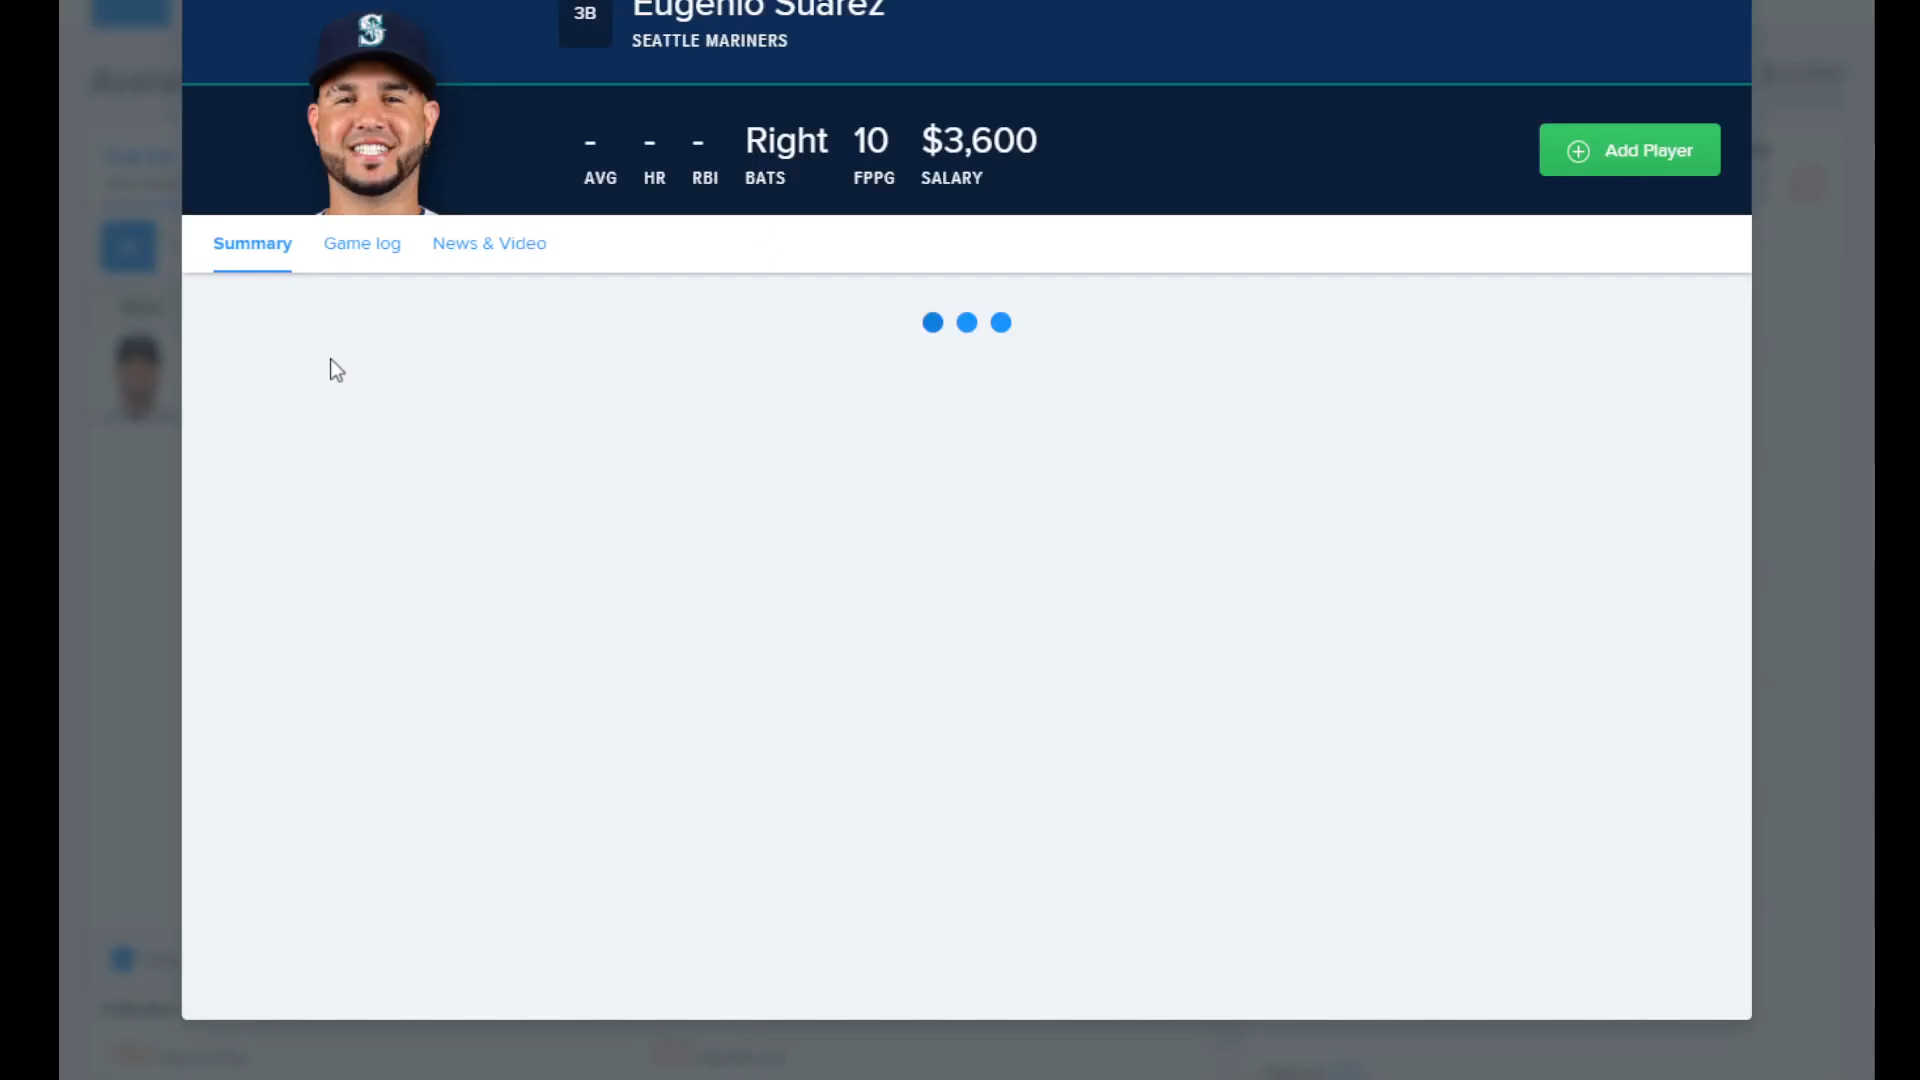 3B
Eugenio Suarez
SEATTLE MARINERS
- - - Right 10 $3,600
AVG HR RBI BATS FPPG SALARY
Add Player
Summary Game log News & Video